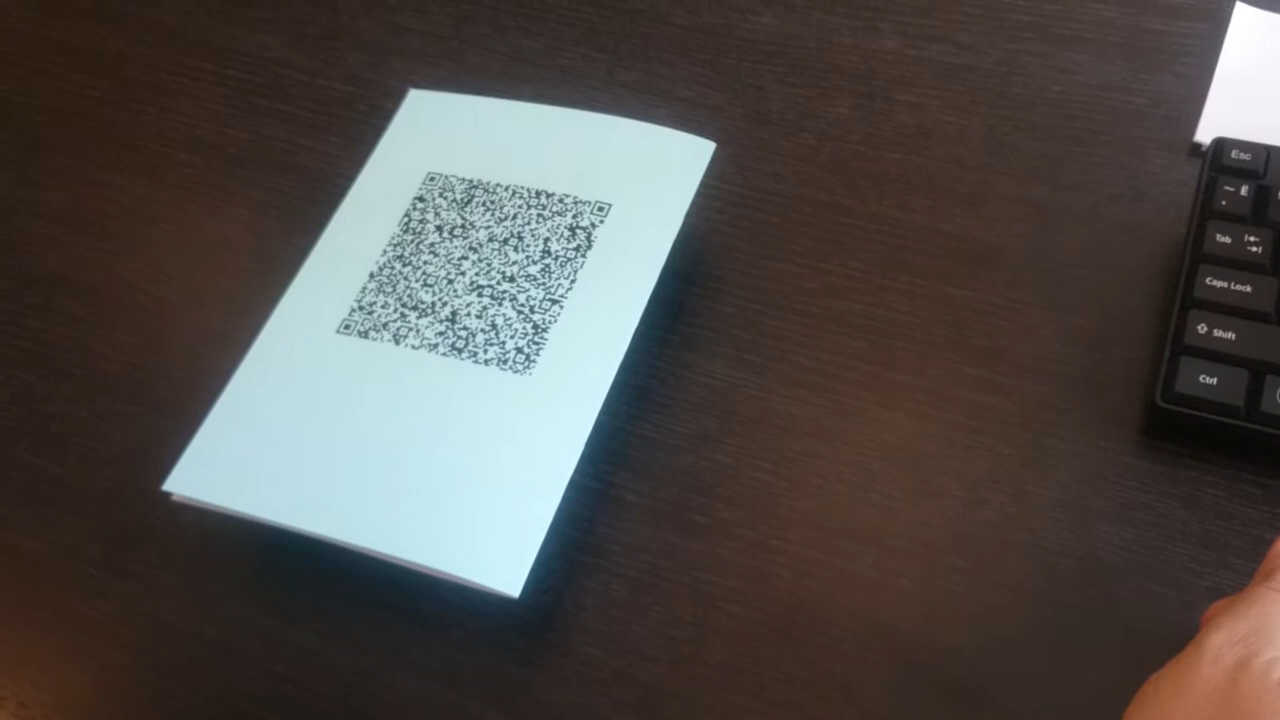 Esc
~ Ё
Tab
Caps Lock
⇧ Shift
Ctrl